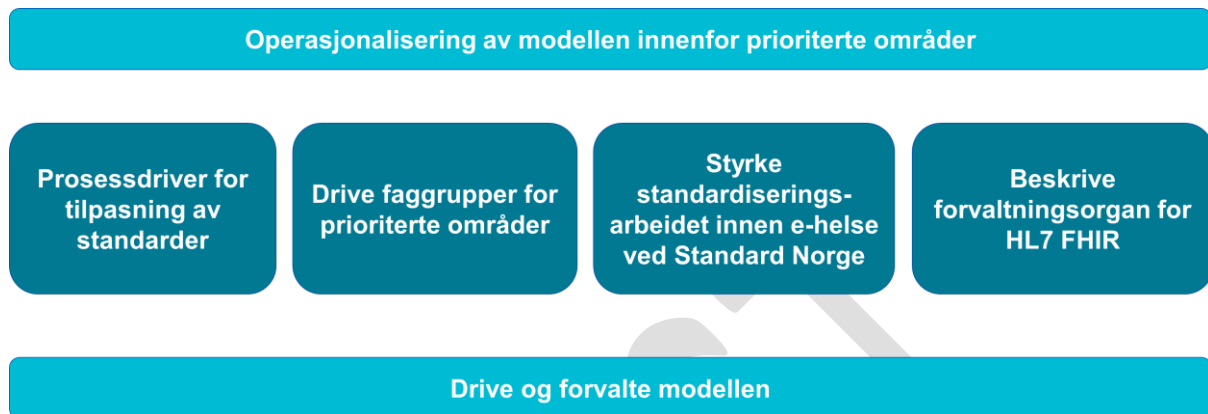 Operasjonalisering av modellen innenfor prioriterte områder
Prosessdriver for
tilpasning av
standarder
Drive faggrupper for
prioriterte områder
Styrke
standardiserings-
arbeidet innen e-helse
ved Standard Norge
Beskrive
forvaltningsorgan for
HL7 FHIR
Drive og forvalte modellen